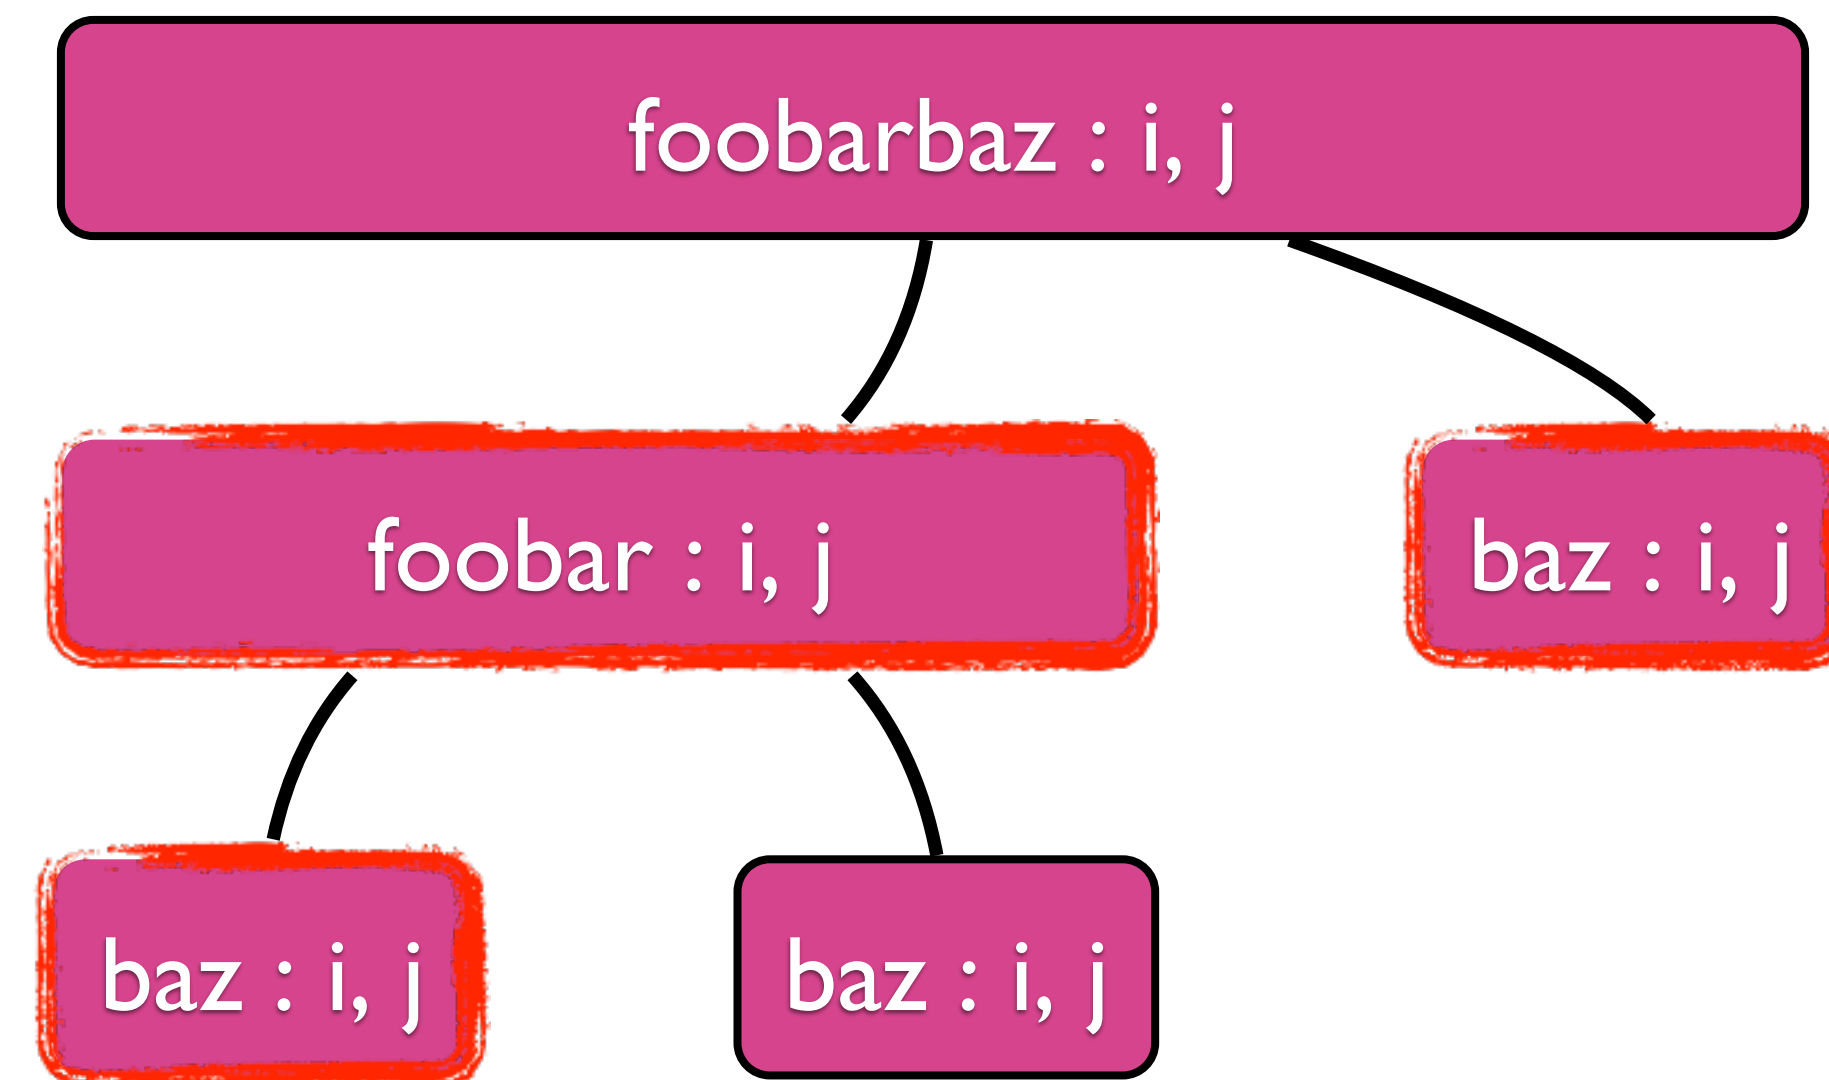 foobarbaz : i, j
foobar : i, j
baz : i, j
baz : i, j
baz : i, j